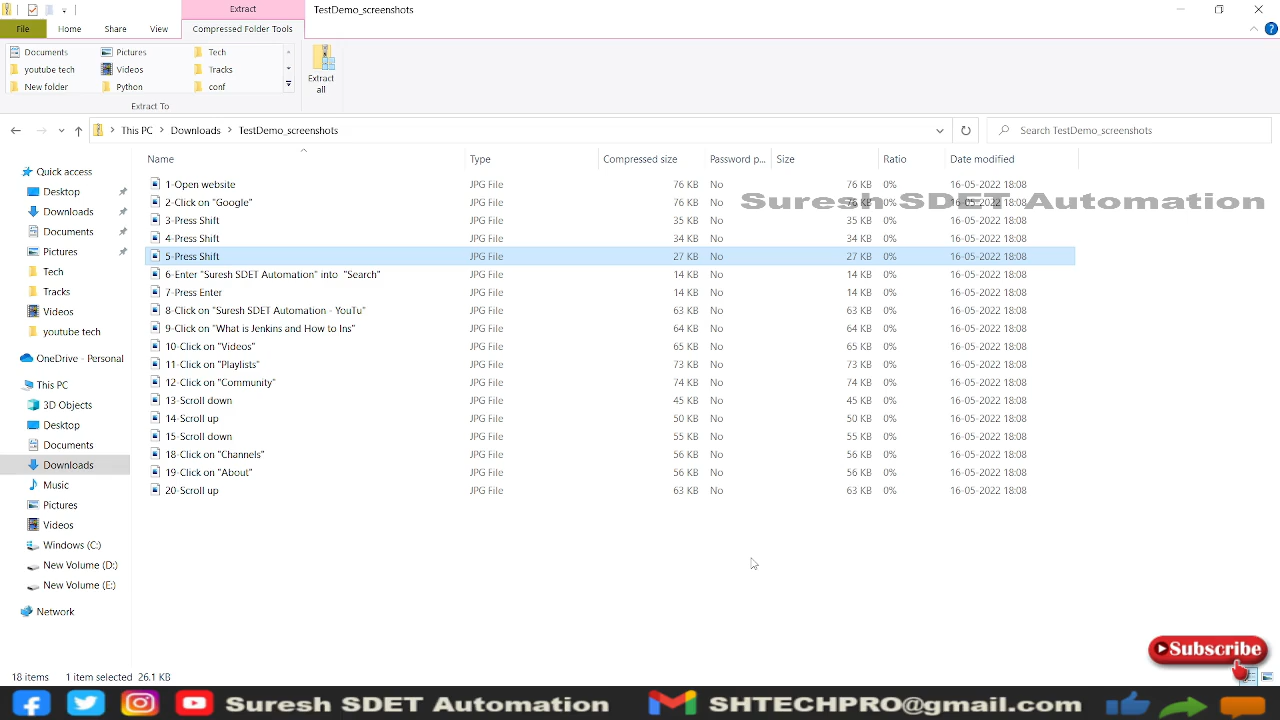 Extract
TestDemo_screenshots
File
Home
Share
View
Compressed Folder Tools
Documents
Pictures
Tech
youtube tech
Videos
Tracks
New folder
Python
conf
Extract To
Extract all
This PC
Downloads
TestDemo_screenshots
Search TestDemo_screenshots
Name Type Compressed size Password p... Size Ratio Date modified
1-Open website JPG File 76 KB No 76 KB 0% 16-05-2022 18:08
2-Click on "Google" JPG File 76 KB No 76 KB 0% 16-05-2022 18:08
3-Press Shift JPG File 35 KB No 35 KB 0% 16-05-2022 18:08
4-Press Shift JPG File 34 KB No 34 KB 0% 16-05-2022 18:08
5-Press Shift JPG File 27 KB No 27 KB 0% 16-05-2022 18:08
6-Enter "Suresh SDET Automation" into "Search" JPG File 14 KB No 14 KB 0% 16-05-2022 18:08
7-Press Enter JPG File 14 KB No 14 KB 0% 16-05-2022 18:08
8-Click on "Suresh SDET Automation - YouTu" JPG File 63 KB No 63 KB 0% 16-05-2022 18:08
9-Click on "What is Jenkins and How to Ins" JPG File 64 KB No 64 KB 0% 16-05-2022 18:08
10-Click on "Videos" JPG File 65 KB No 65 KB 0% 16-05-2022 18:08
11-Click on "Playlists" JPG File 73 KB No 73 KB 0% 16-05-2022 18:08
12-Click on "Community" JPG File 74 KB No 74 KB 0% 16-05-2022 18:08
13-Scroll down JPG File 45 KB No 45 KB 0% 16-05-2022 18:08
14-Scroll up JPG File 50 KB No 50 KB 0% 16-05-2022 18:08
15-Scroll down JPG File 55 KB No 55 KB 0% 16-05-2022 18:08
18-Click on "Channels" JPG File 56 KB No 56 KB 0% 16-05-2022 18:08
19-Click on "About" JPG File 56 KB No 56 KB 0% 16-05-2022 18:08
20-Scroll up JPG File 63 KB No 63 KB 0% 16-05-2022 18:08
Suresh SDET Automation
Quick access
Desktop
Downloads
Documents
Pictures
Tech
Tracks
Videos
youtube tech
OneDrive - Personal
This PC
3D Objects
Desktop
Documents
Downloads
Music
Pictures
Videos
Windows (C:)
New Volume (D:)
New Volume (E:)
Network
18 items 1 item selected 26.1 KB
Subscribe
Suresh SDET Automation
SHTECHPRO@gmail.com